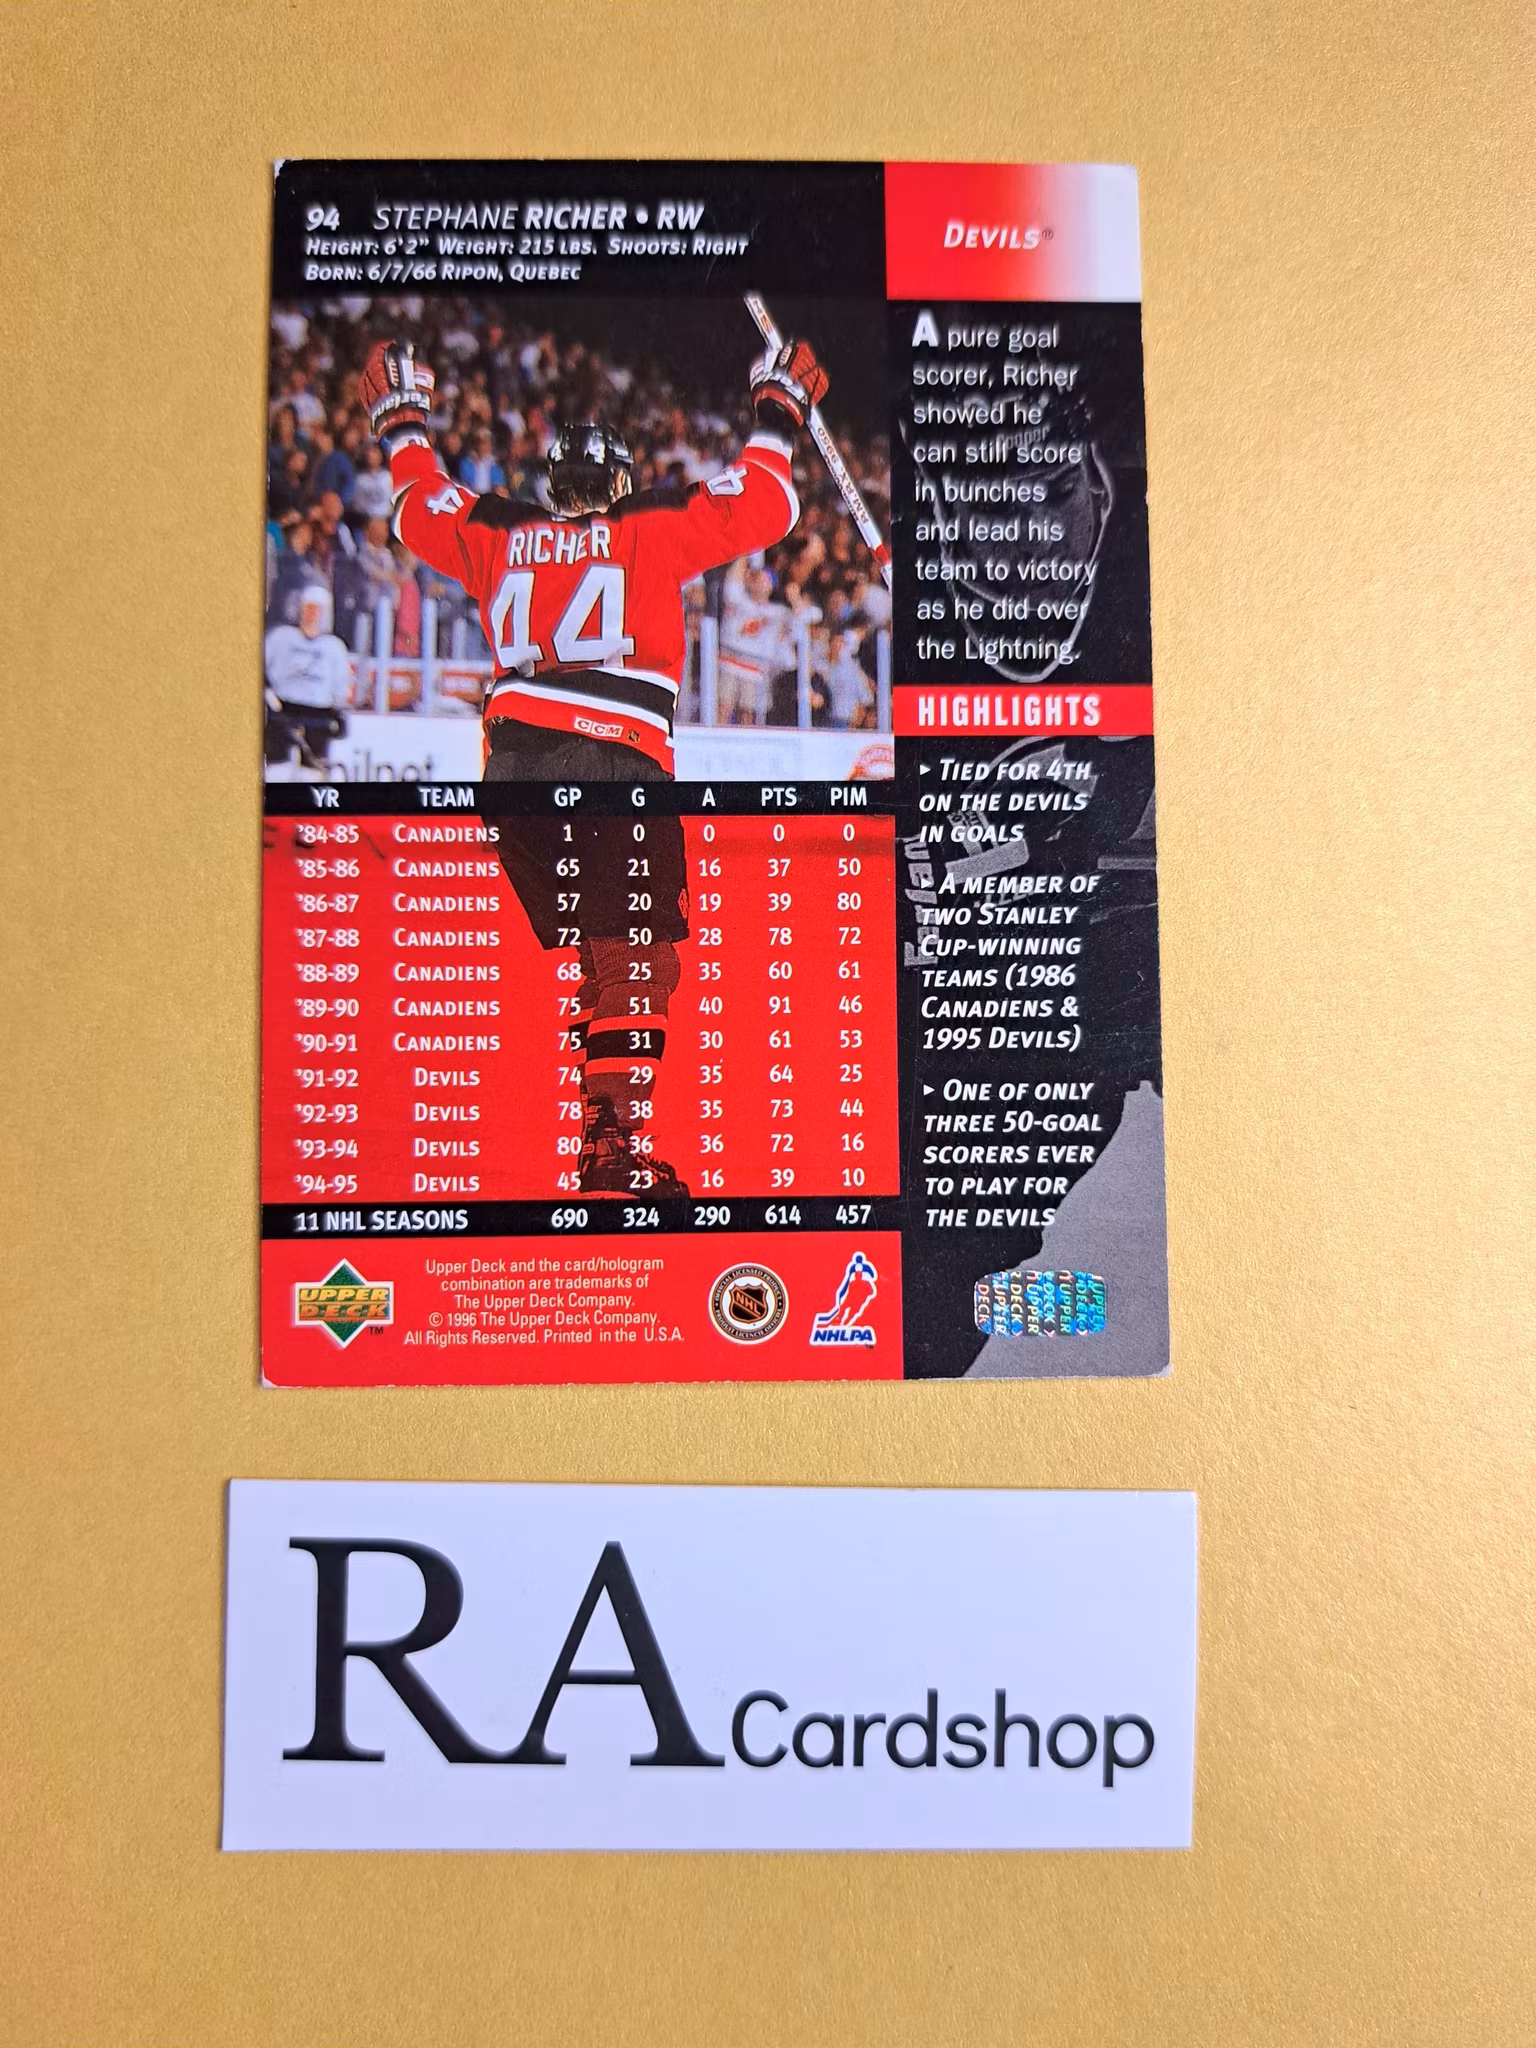 94 STEPHANE RICHER • RW
HEIGHT: 6'2" WEIGHT: 215 LBS. SHOOTS: RIGHT
BORN: 6/7/66 RIPON, QUEBEC
DEVILS®
A pure goal
scorer, Richer
showed he
can still score
in bunches
and lead his
team to victory
as he did over
the Lightning.
Cooper
44
44
RICHER
44
CCM
HIGHLIGHTS
▸ TIED FOR 4TH
ON THE DEVILS
IN GOALS
▸ A MEMBER OF
TWO STANLEY
CUP-WINNING
TEAMS (1986
CANADIENS &
1995 DEVILS)
▸ ONE OF ONLY
THREE 50-GOAL
SCORERS EVER
TO PLAY FOR
THE DEVILS
YR TEAM GP G A PTS PIM
'84-85 CANADIENS 1 0 0 0 0
'85-86 CANADIENS 65 21 16 37 50
'86-87 CANADIENS 57 20 19 39 80
'87-88 CANADIENS 72 50 28 78 72
'88-89 CANADIENS 68 25 35 60 61
'89-90 CANADIENS 75 51 40 91 46
'90-91 CANADIENS 75 31 30 61 53
'91-92 DEVILS 74 29 35 64 25
'92-93 DEVILS 78 38 35 73 44
'93-94 DEVILS 80 36 36 72 16
'94-95 DEVILS 45 23 16 39 10
11 NHL SEASONS 690 324 290 614 457
UPPER
DECK
TM
Upper Deck and the card/hologram
combination are trademarks of
The Upper Deck Company.
© 1996 The Upper Deck Company.
All Rights Reserved. Printed in the U.S.A.
NHL
NHLPA
UPPER DECK
RA Cardshop